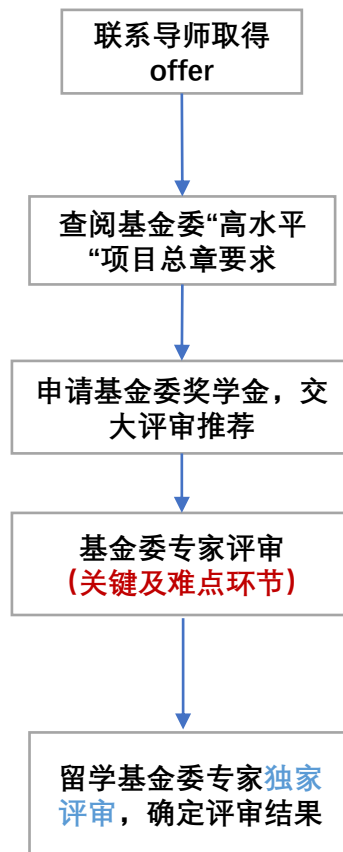 联系导师取得
offer
查阅基金委“高水平
“项目总章要求
申请基金委奖学金，交
大评审推荐
基金委专家评审
（关键及难点环节）
留学基金委专家独家
评审，确定评审结果